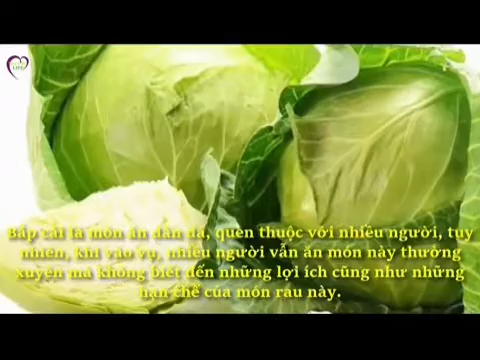 Bắp cải là món ăn dân dã, quen thuộc với nhiều người, tuy
nhiên, khi vào vụ, nhiều người vẫn ăn món này thường
xuyên mà không biết đến những lợi ích cũng như những
hạn chế của món rau này.